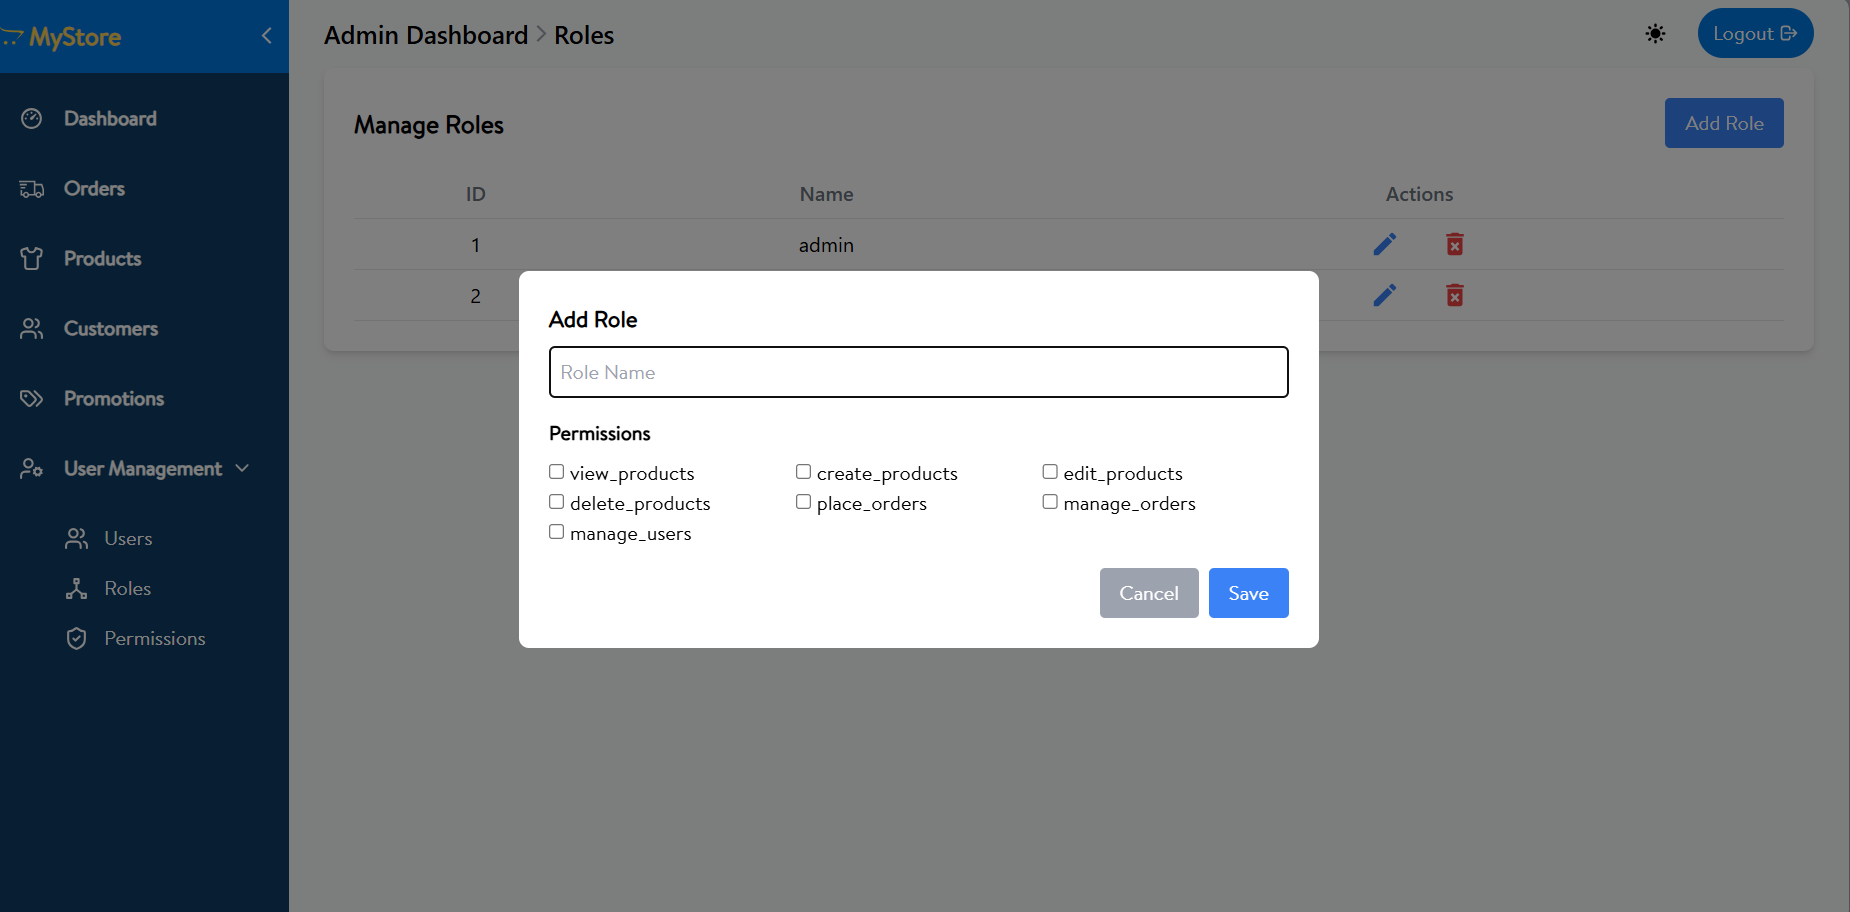 MyStore
Admin Dashboard > Roles
Logout
Dashboard
Orders
Products
Customers
Promotions
User Management
Users
Roles
Permissions
Manage Roles
Add Role
ID Name Actions
1 admin
2
Add Role
Role Name
Permissions
view_products create_products edit_products
delete_products place_orders manage_orders
manage_users
Cancel Save